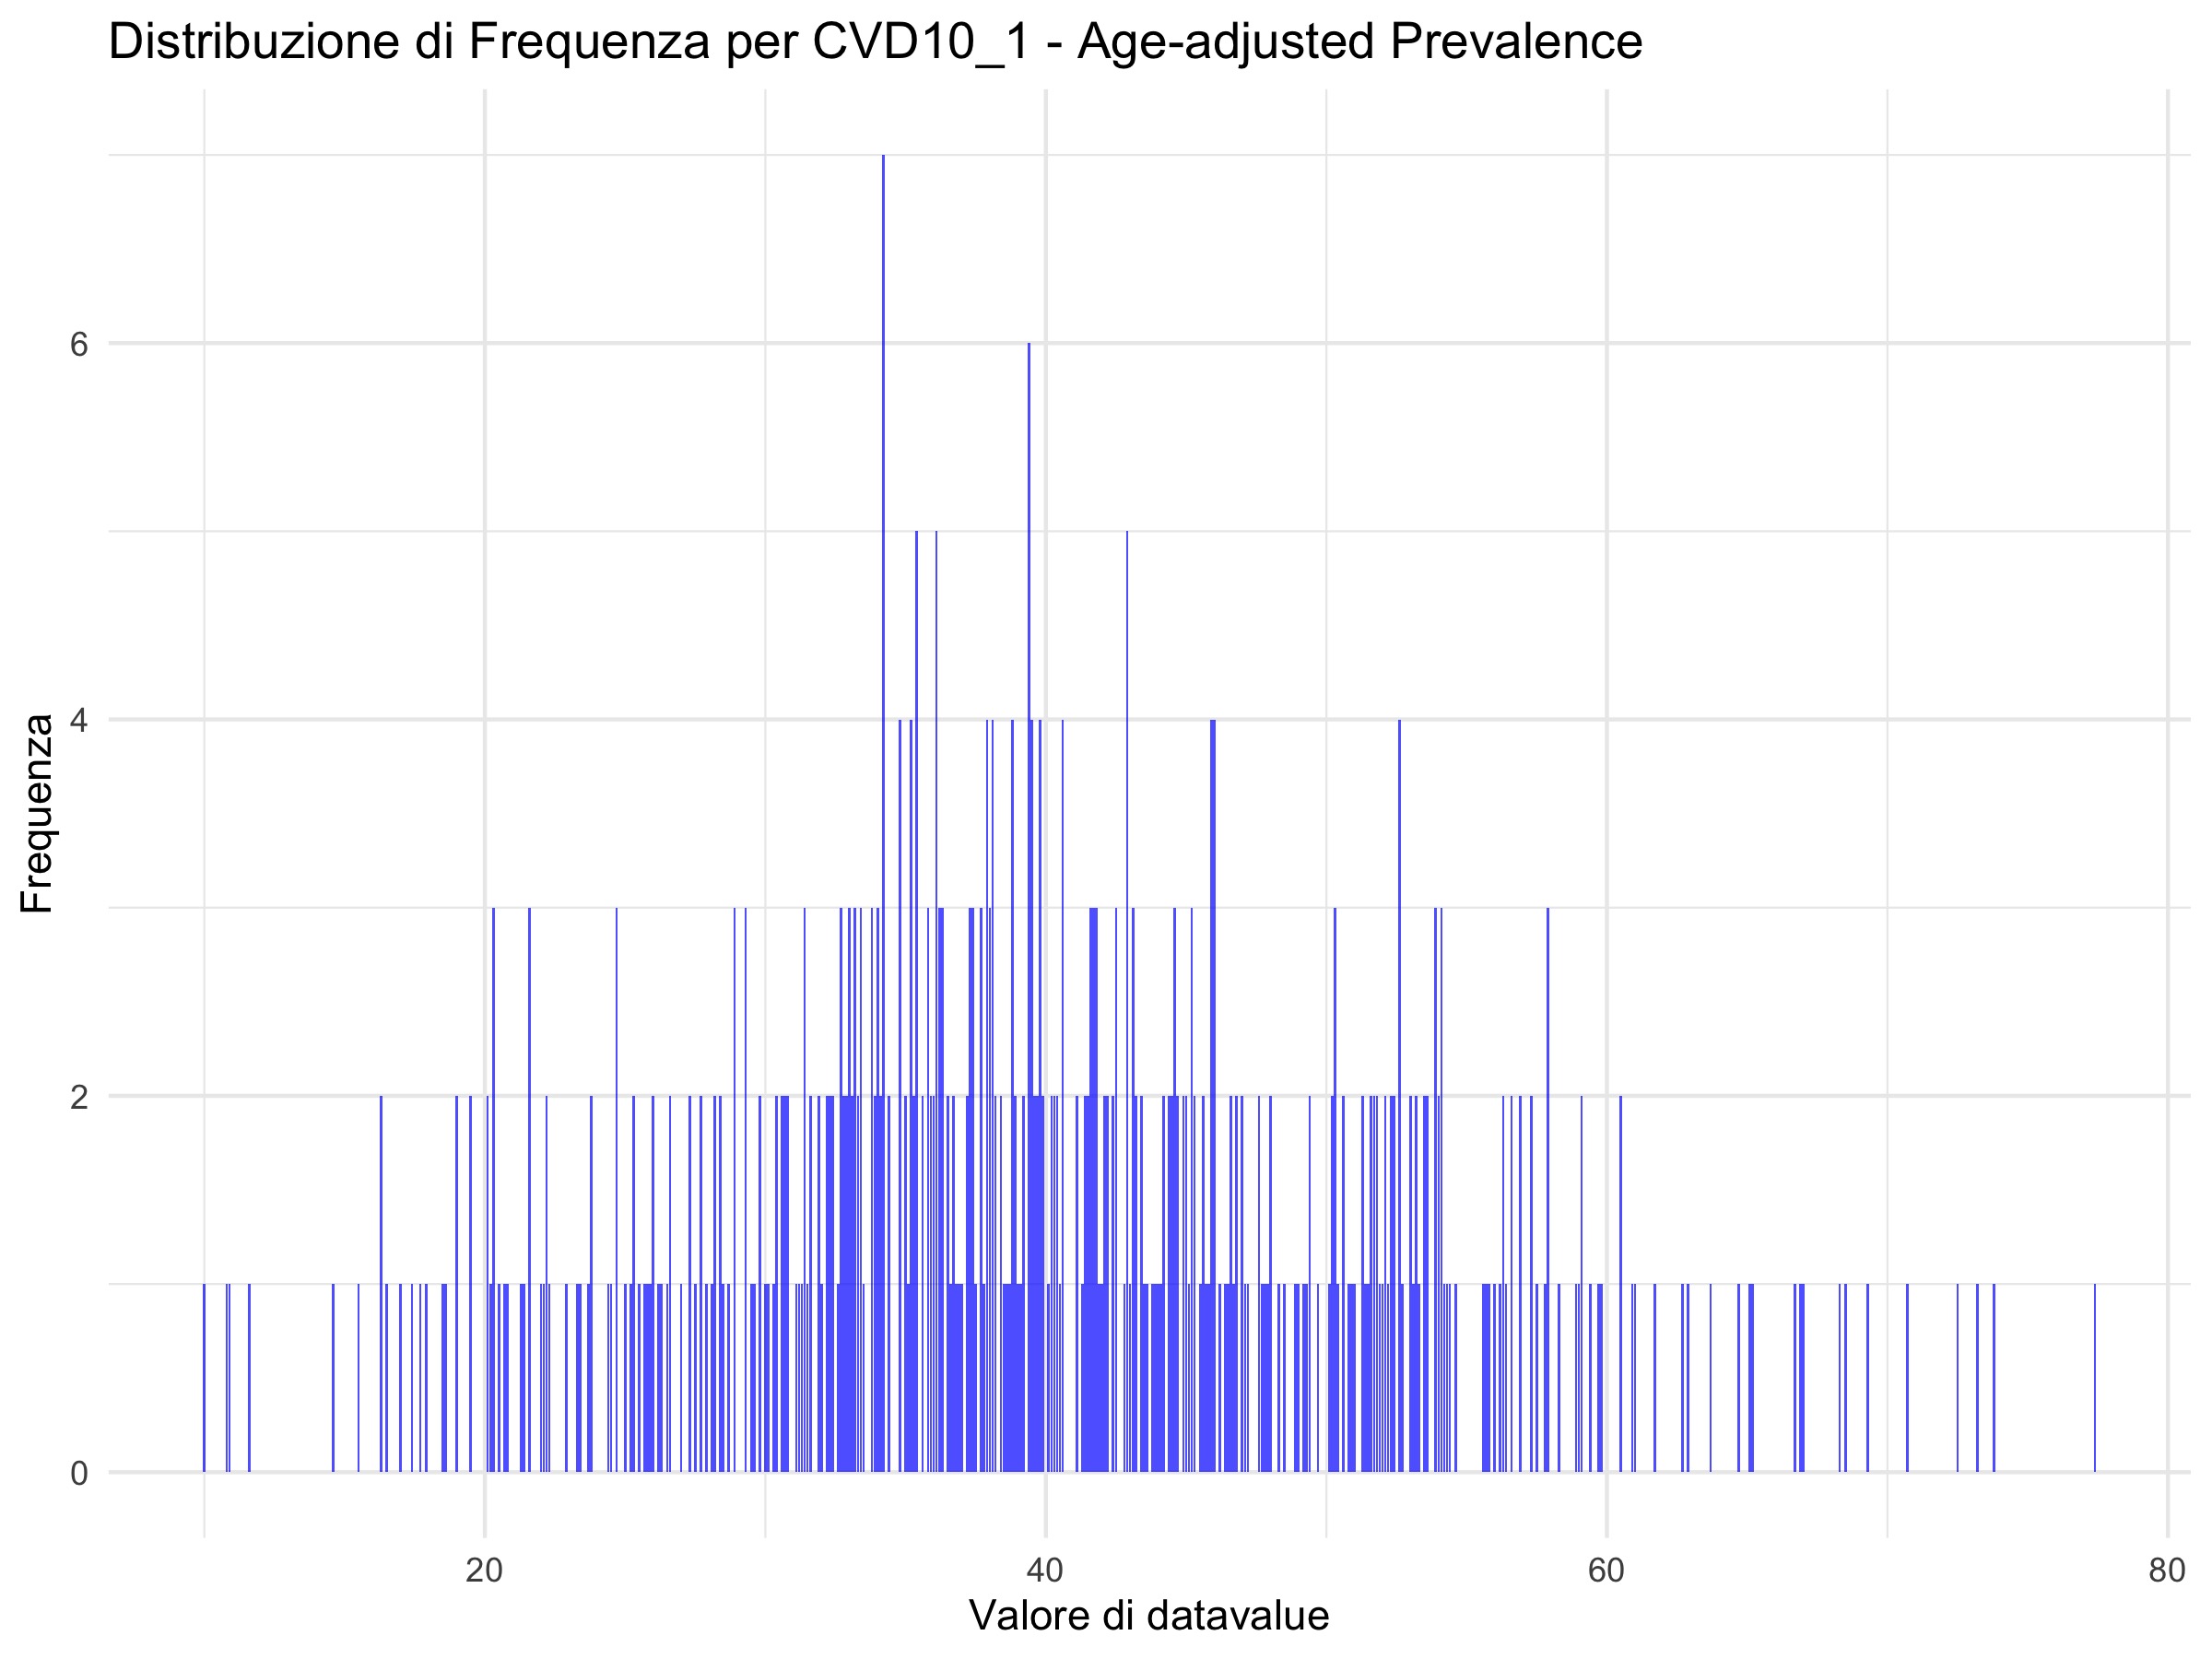 Distribuzione di Frequenza per CVD10_1 - Age-adjusted Prevalence
Frequenza
6
4
2
0
20
40
60
80
Valore di datavalue